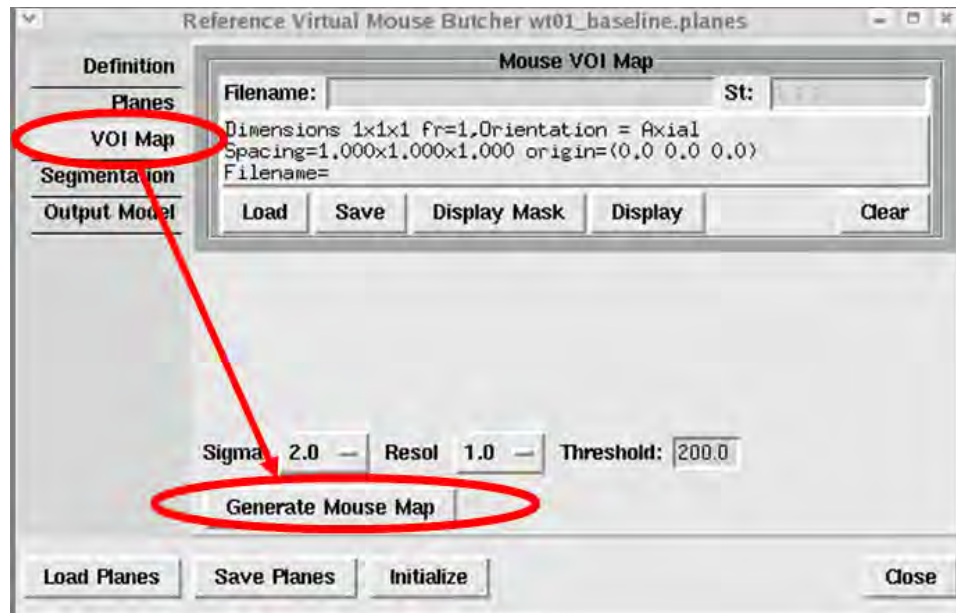 Reference Virtual Mouse Butcher wt01_baseline.planes
Definition
Planes
VOI Map
Segmentation
Output Model
Mouse VOI Map
Filename: St:
Dimensions 1x1x1 fr=1,Orientation = Axial
Spacing=1.000x1.000x1.000 origin=(0.0 0.0 0.0)
Filename=
Load Save Display Mask Display Clear
Sigma 2.0 Resol 1.0 Threshold: 200.0
Generate Mouse Map
Load Planes Save Planes Initialize Close